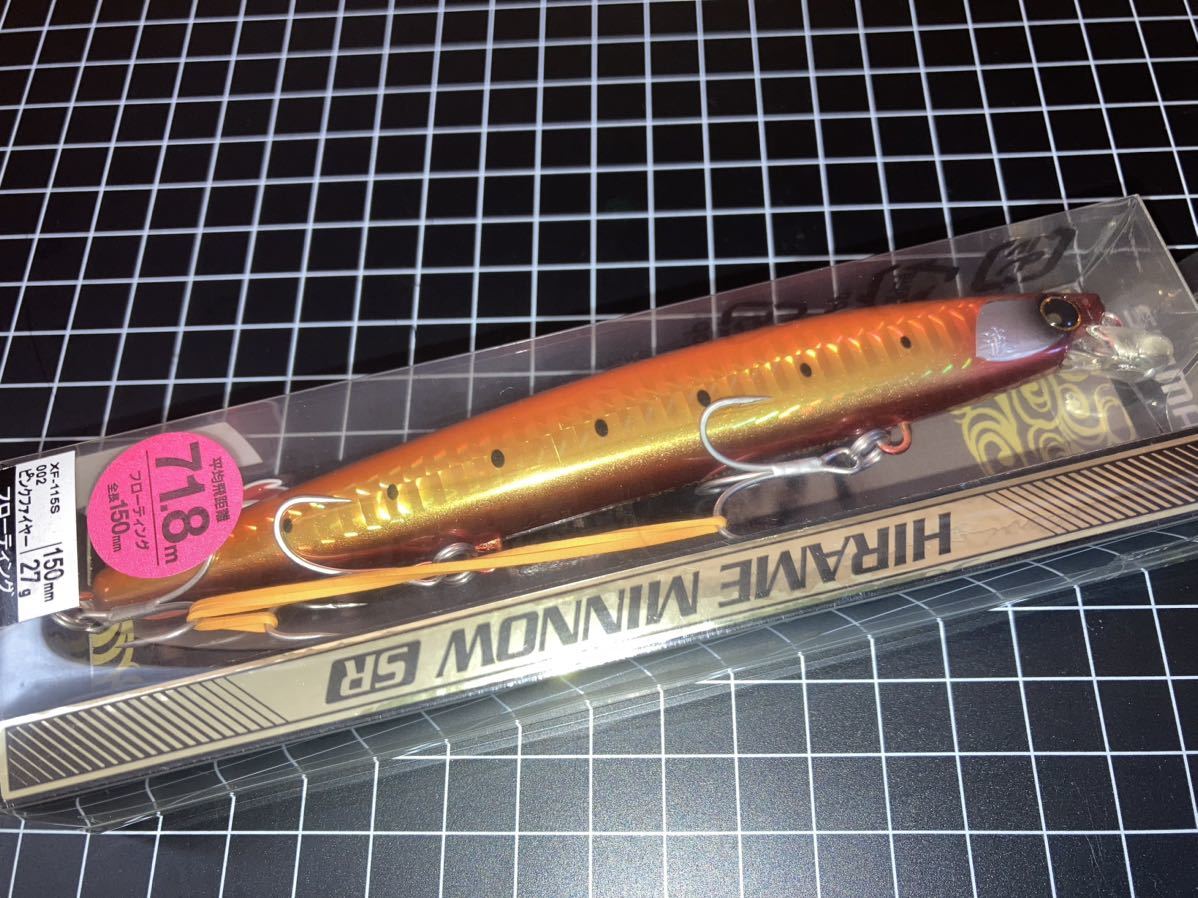 平均飛距離
71.8m
フローティング
全長150mm
XF-115S
002
ピンクファイヤー
150mm
27g
フローティング
HIRAME MINNOW SR